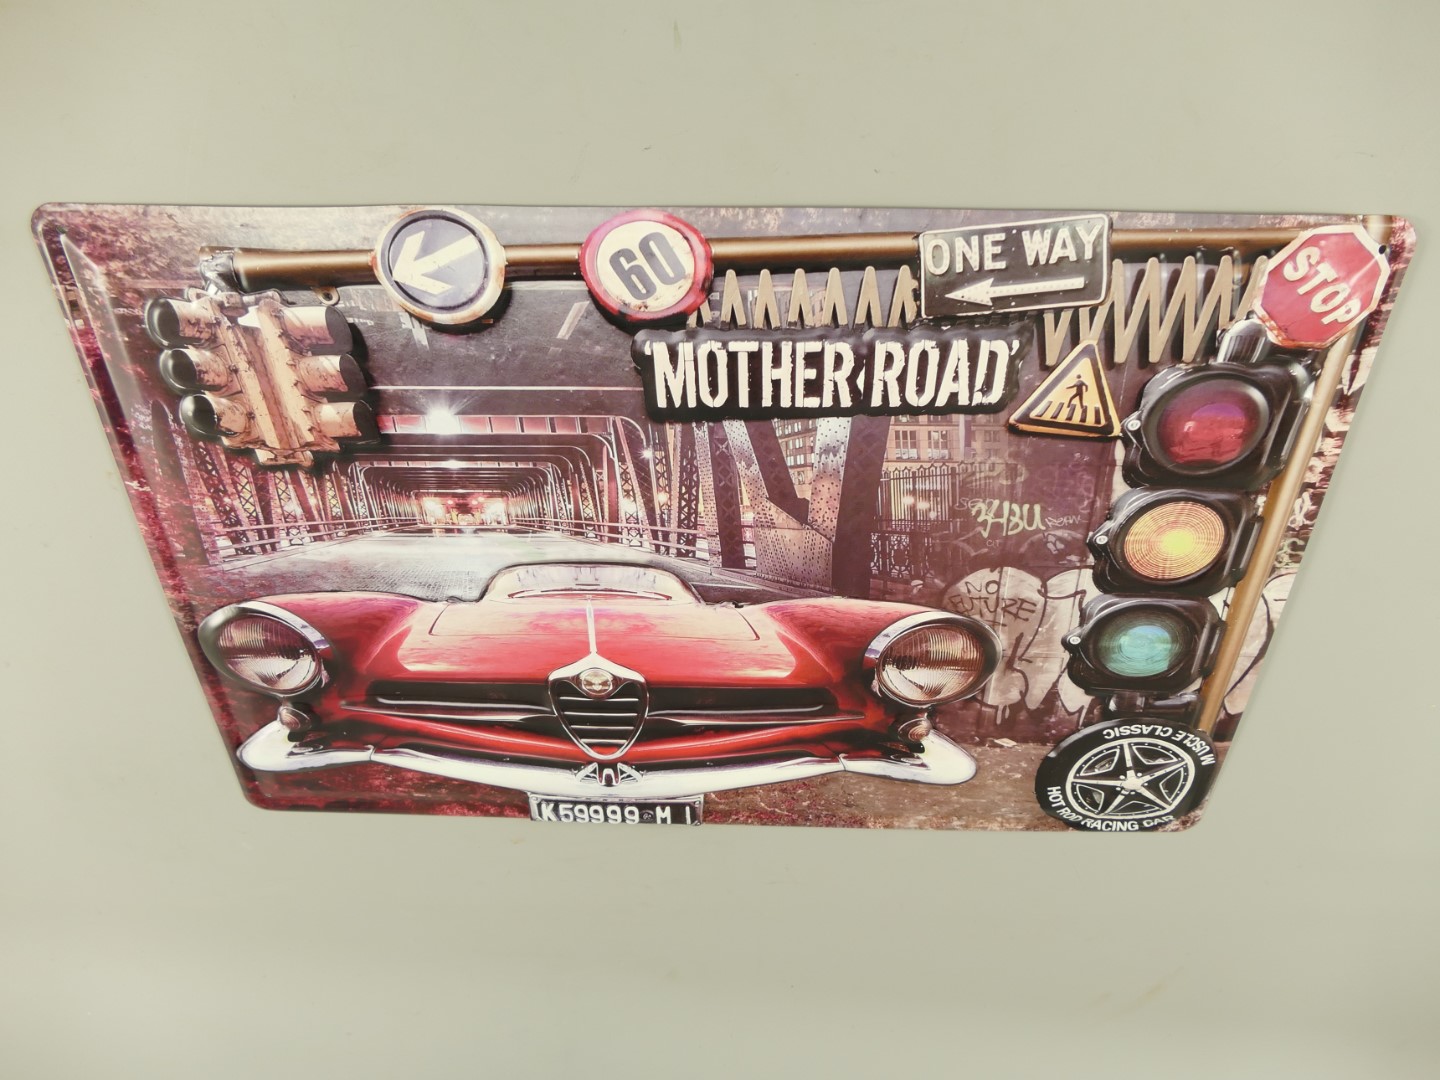 60
ONE WAY
STOP
'MOTHER ROAD'
NO
FUTURE
MUSCLE CLASSIC
HOT ROD RACING CAR
K59999 M I